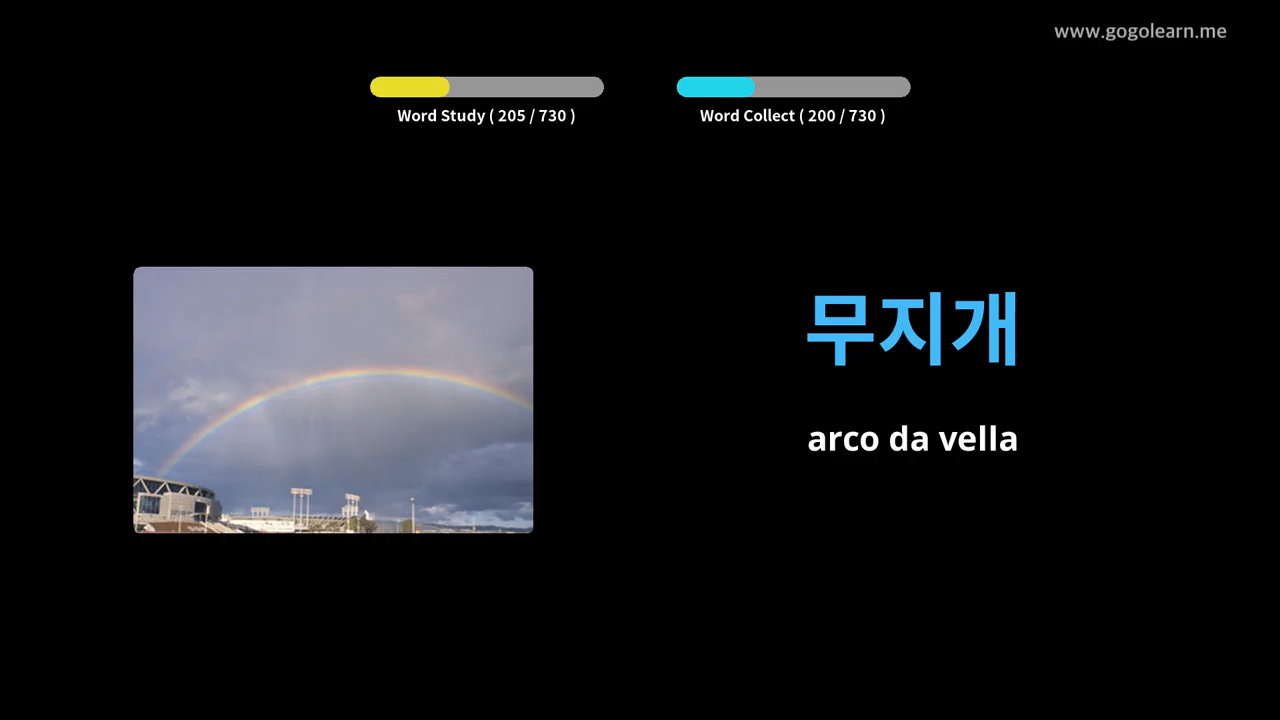 www.gogolearn.me
Word Study ( 205 / 730 )
Word Collect ( 200 / 730 )
무지개
arco da vella